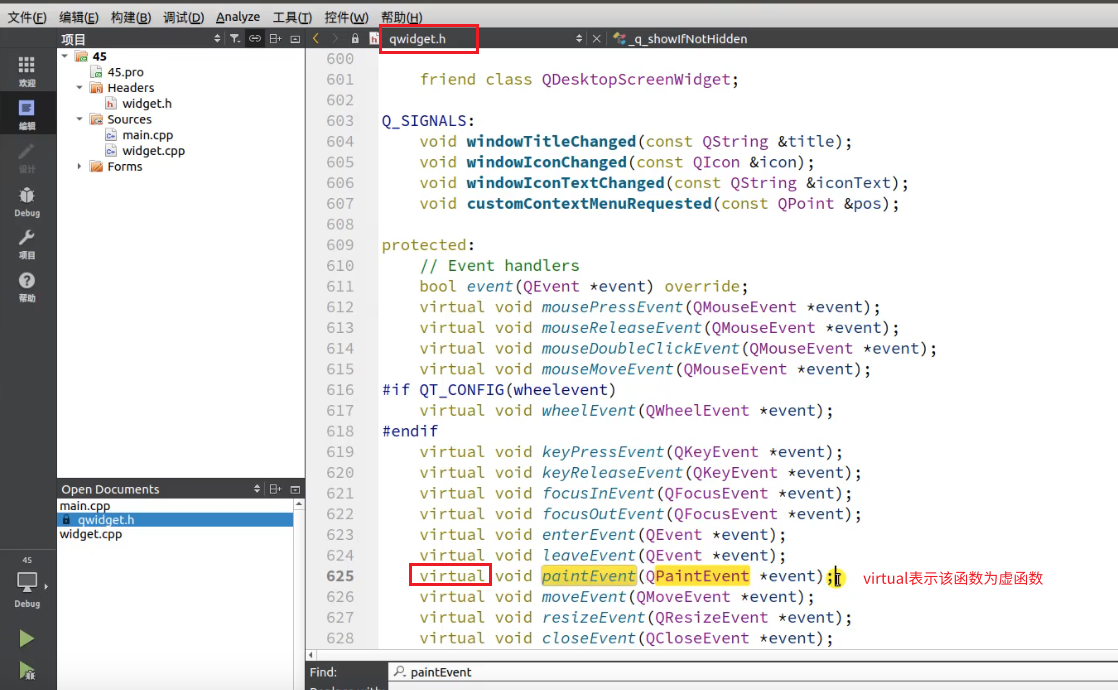 文件(F) 编辑(E) 构建(B) 调试(D) Analyze 工具(T) 控件(W) 帮助(H)
项目
qwidget.h
_q_showIfNotHidden
欢迎
编辑
设计
Debug
项目
帮助
45
45.pro
Headers
widget.h
Sources
main.cpp
widget.cpp
Forms
Open Documents
main.cpp
qwidget.h
widget.cpp
45
Debug
600
601 friend class QDesktopScreenWidget;
602
603 Q_SIGNALS:
604 void windowTitleChanged(const QString &title);
605 void windowIconChanged(const QIcon &icon);
606 void windowIconTextChanged(const QString &iconText);
607 void customContextMenuRequested(const QPoint &pos);
608
609 protected:
610 // Event handlers
611 bool event(QEvent *event) override;
612 virtual void mousePressEvent(QMouseEvent *event);
613 virtual void mouseReleaseEvent(QMouseEvent *event);
614 virtual void mouseDoubleClickEvent(QMouseEvent *event);
615 virtual void mouseMoveEvent(QMouseEvent *event);
616 #if QT_CONFIG(wheelevent)
617 virtual void wheelEvent(QWheelEvent *event);
618 #endif
619 virtual void keyPressEvent(QKeyEvent *event);
620 virtual void keyReleaseEvent(QKeyEvent *event);
621 virtual void focusInEvent(QFocusEvent *event);
622 virtual void focusOutEvent(QFocusEvent *event);
623 virtual void enterEvent(QEvent *event);
624 virtual void leaveEvent(QEvent *event);
625 virtual void paintEvent(QPaintEvent *event); virtual表示该函数为虚函数
626 virtual void moveEvent(QMoveEvent *event);
627 virtual void resizeEvent(QResizeEvent *event);
628 virtual void closeEvent(QCloseEvent *event);
Find: paintEvent